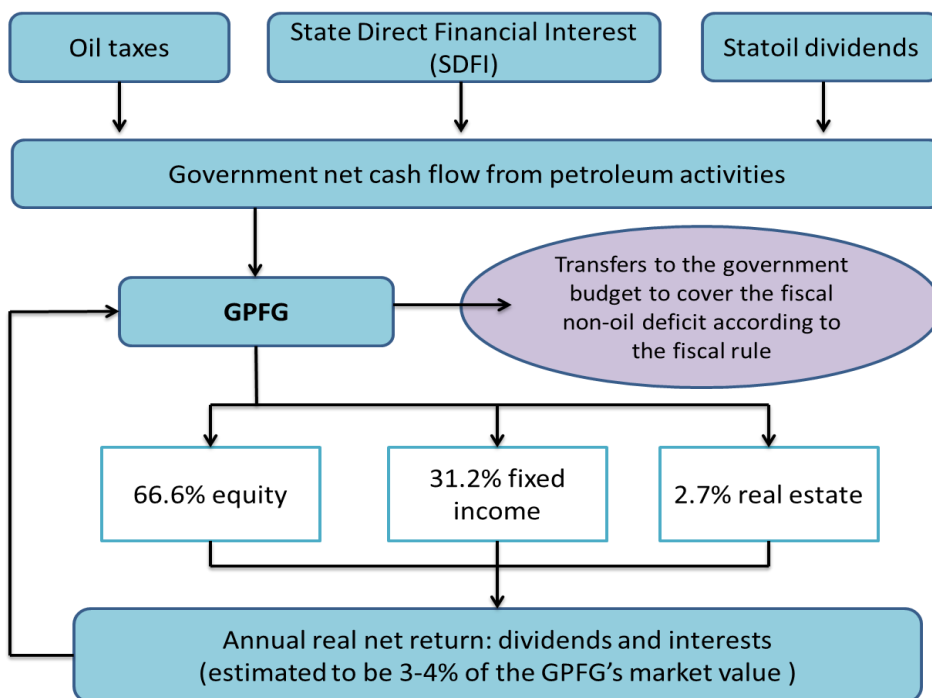 Oil taxes
State Direct Financial Interest
(SDFI)
Statoil dividends
Government net cash flow from petroleum activities
GPFG
Transfers to the government
budget to cover the fiscal
non-oil deficit according to
the fiscal rule
66.6% equity
31.2% fixed
income
2.7% real estate
Annual real net return: dividends and interests
(estimated to be 3-4% of the GPFG’s market value )